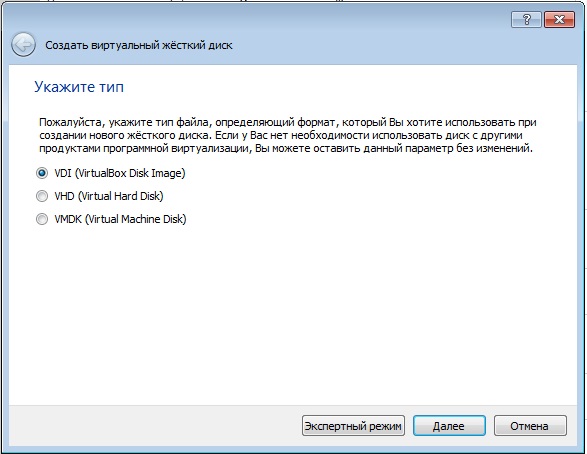 Создать виртуальный жёсткий диск
Укажите тип
Пожалуйста, укажите тип файла, определяющий формат, который Вы хотите использовать при
создании нового жёсткого диска. Если у Вас нет необходимости использовать диск с другими
продуктами программной виртуализации, Вы можете оставить данный параметр без изменений.
VDI (VirtualBox Disk Image)
VHD (Virtual Hard Disk)
VMDK (Virtual Machine Disk)
Экспертный режим Далее Отмена